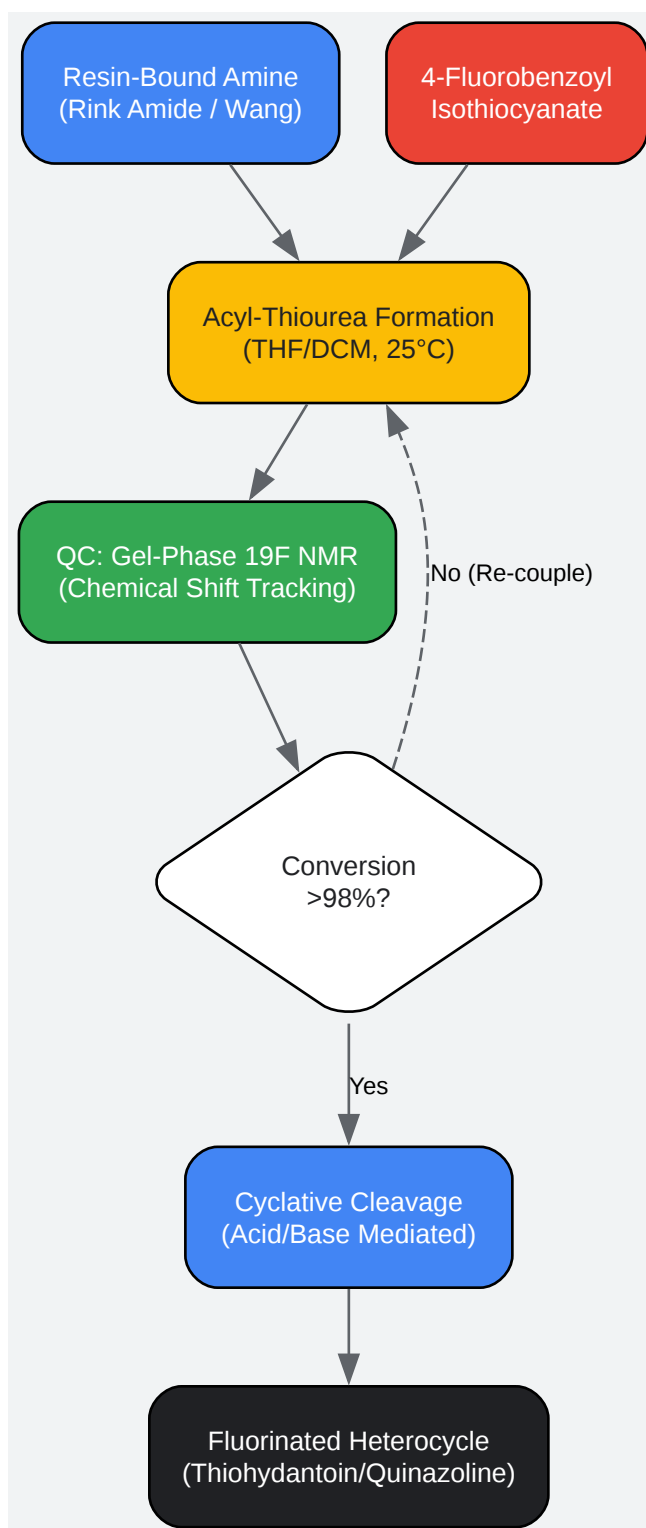 Resin-Bound Amine
(Rink Amide / Wang)
4-Fluorobenzoyl
Isothiocyanate
Acyl-Thiourea Formation
(THF/DCM, 25°C)
QC: Gel-Phase 19F NMR
(Chemical Shift Tracking)
No (Re-couple)
Conversion
>98%?
Yes
Cyclative Cleavage
(Acid/Base Mediated)
Fluorinated Heterocycle
(Thiohydantoin/Quinazoline)